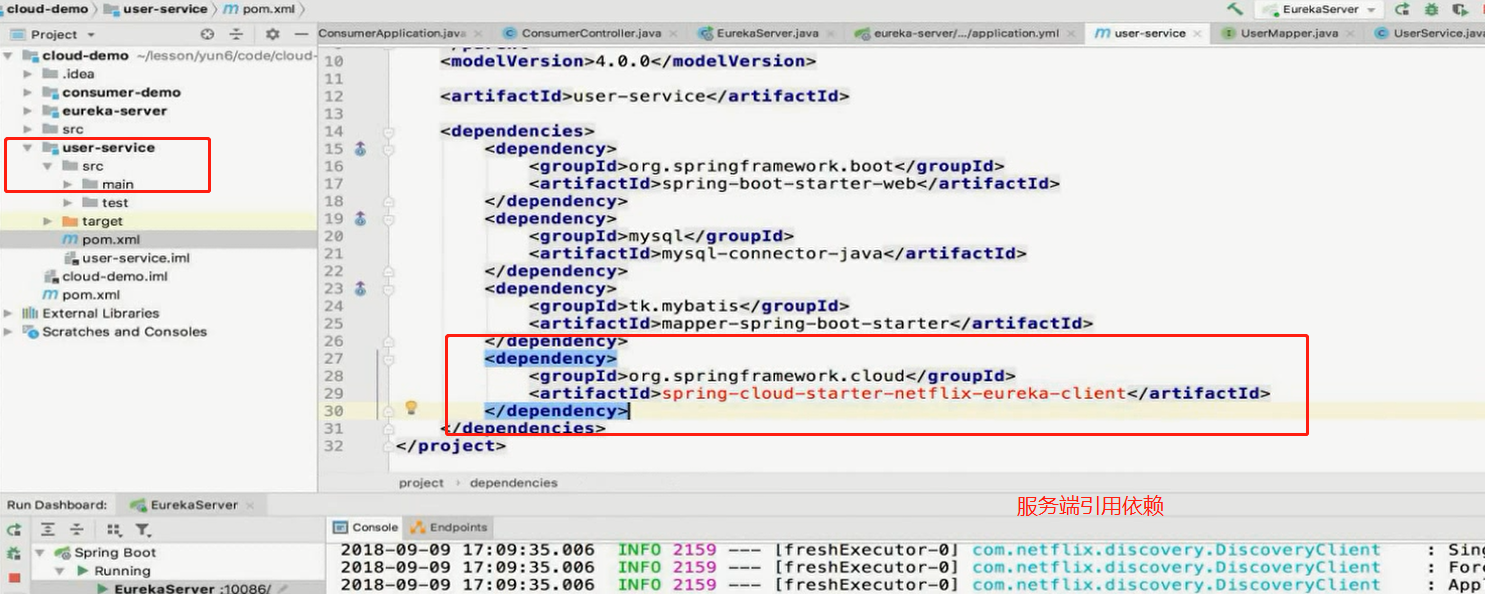 cloud-demo user-service pom.xml EurekaServer
Project ConsumerApplication.java ConsumerController.java EurekaServer.java eureka-server/.../application.yml user-service UserMapper.java UserService.java
cloud-demo ~/lesson/yun6/code/cloud-
.idea
consumer-demo
eureka-server
src
user-service
src
main
test
target
pom.xml
user-service.iml
cloud-demo.iml
pom.xml
External Libraries
Scratches and Consoles
10 <modelVersion>4.0.0</modelVersion>
11
12 <artifactId>user-service</artifactId>
13
14 <dependencies>
15 <dependency>
16 <groupId>org.springframework.boot</groupId>
17 <artifactId>spring-boot-starter-web</artifactId>
18 </dependency>
19 <dependency>
20 <groupId>mysql</groupId>
21 <artifactId>mysql-connector-java</artifactId>
22 </dependency>
23 <dependency>
24 <groupId>tk.mybatis</groupId>
25 <artifactId>mapper-spring-boot-starter</artifactId>
26 </dependency>
27 <dependency>
28 <groupId>org.springframework.cloud</groupId>
29 <artifactId>spring-cloud-starter-netflix-eureka-client</artifactId>
30 </dependency>
31 </dependencies>
32 </project>
project › dependencies
服务端引用依赖
Run Dashboard: EurekaServer
Console Endpoints
Spring Boot
Running
EurekaServer :10086/
2018-09-09 17:09:35.006 INFO 2159 --- [freshExecutor-0] com.netflix.discovery.DiscoveryClient : Sing
2018-09-09 17:09:35.006 INFO 2159 --- [freshExecutor-0] com.netflix.discovery.DiscoveryClient : Forc
2018-09-09 17:09:35.006 INFO 2159 --- [freshExecutor-0] com.netflix.discovery.DiscoveryClient : App